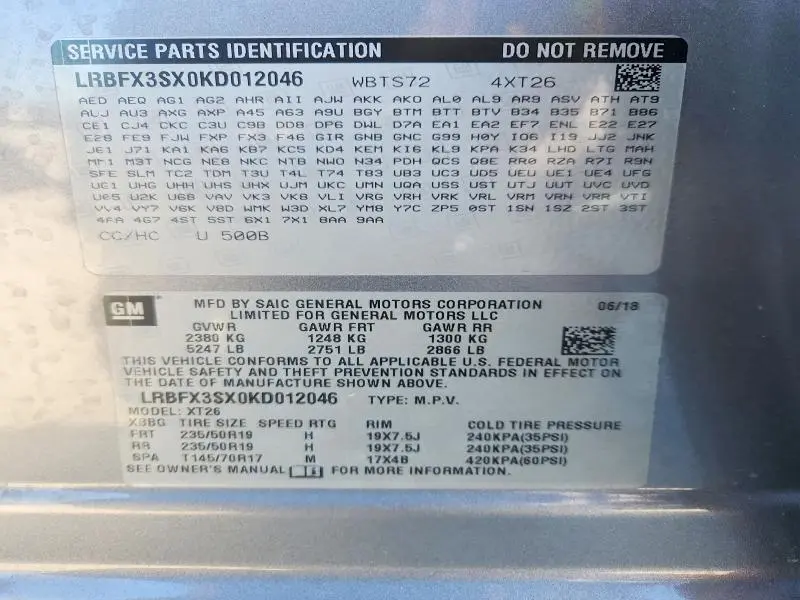 SERVICE PARTS IDENTIFICATION DO NOT REMOVE
LRBFX3SX0KD012046 WBTS72 4XT26
AED AEQ AG1 AG2 AHR AII AJW AKK AKO AL0 AL9 AR9 ASV ATH AT9
AUJ AU3 AXG AXP A45 A63 A9U BGY BTM BTT BTV B34 B35 B71 B86
CE1 CJ4 CKC C3U C9B DD8 DP6 DWL D7A EA1 EA2 EF7 ENL E22 E27
E28 FE9 FJW FXP FX3 F46 GIR GNB GNC G99 H0Y IO6 I19 JJ2 JNK
J61 J71 KA1 KA6 KB7 KC5 KD4 KEM KI6 KL9 KPA K34 LHD LTG MAH
MM1 M3T NCG NE8 NKC NTB NWO N34 PDH QCS Q8E RR0 RZA R7I R9N
SFE SLM TC2 TDM T3U T4L T74 T83 UB3 UC3 UD5 UEU UE1 UE4 UFG
UG1 UHG UHH UHS UHX UJM UKC UMN UQA USS UST UTJ UUT UVC UVD
U05 U2K U68 VAV VK3 VK8 VLI VRG VRH VRK VRL VRM VRN VRR VTI
VV4 VY7 V6K V8D WMK W3D XL7 YM8 Y7C ZP5 0ST 1SN 1SZ 2ST 3ST
4FA 4G7 4ST 5ST 6X1 7X1 8AA 9AA
CC/HC U 500B
GM MFD BY SAIC GENERAL MOTORS CORPORATION 06/18
LIMITED FOR GENERAL MOTORS LLC
GVWR GAWR FRT GAWR RR
2380 KG 1248 KG 1300 KG
5247 LB 2751 LB 2866 LB
THIS VEHICLE CONFORMS TO ALL APPLICABLE U.S. FEDERAL MOTOR
VEHICLE SAFETY AND THEFT PREVENTION STANDARDS IN EFFECT ON
THE DATE OF MANUFACTURE SHOWN ABOVE.
LRBFX3SX0KD012046 TYPE: M.P.V.
MODEL: XT26
XBBG TIRE SIZE SPEED RTG RIM COLD TIRE PRESSURE
FRT 235/50R19 H 19X7.5J 240KPA(35PSI)
RR 235/50R19 H 19X7.5J 240KPA(35PSI)
SPA T145/70R17 M 17X4B 420KPA(60PSI)
SEE OWNER'S MANUAL FOR MORE INFORMATION.